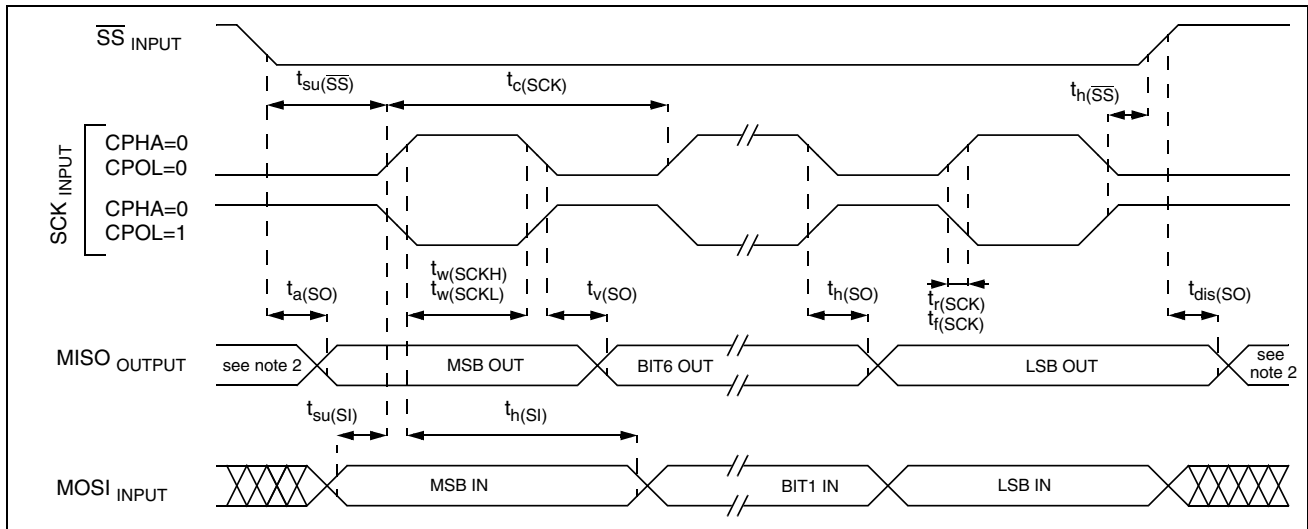 SS INPUT
tsu(SS)
tc(SCK)
th(SS)
SCK INPUT
CPHA=0
CPOL=0
CPHA=0
CPOL=1
ta(SO)
tw(SCKH)
tw(SCKL)
tv(SO)
th(SO)
tr(SCK)
tf(SCK)
tdis(SO)
MISO OUTPUT
see note 2
MSB OUT
BIT6 OUT
LSB OUT
see
note 2
tsu(SI)
th(SI)
MOSI INPUT
MSB IN
BIT1 IN
LSB IN